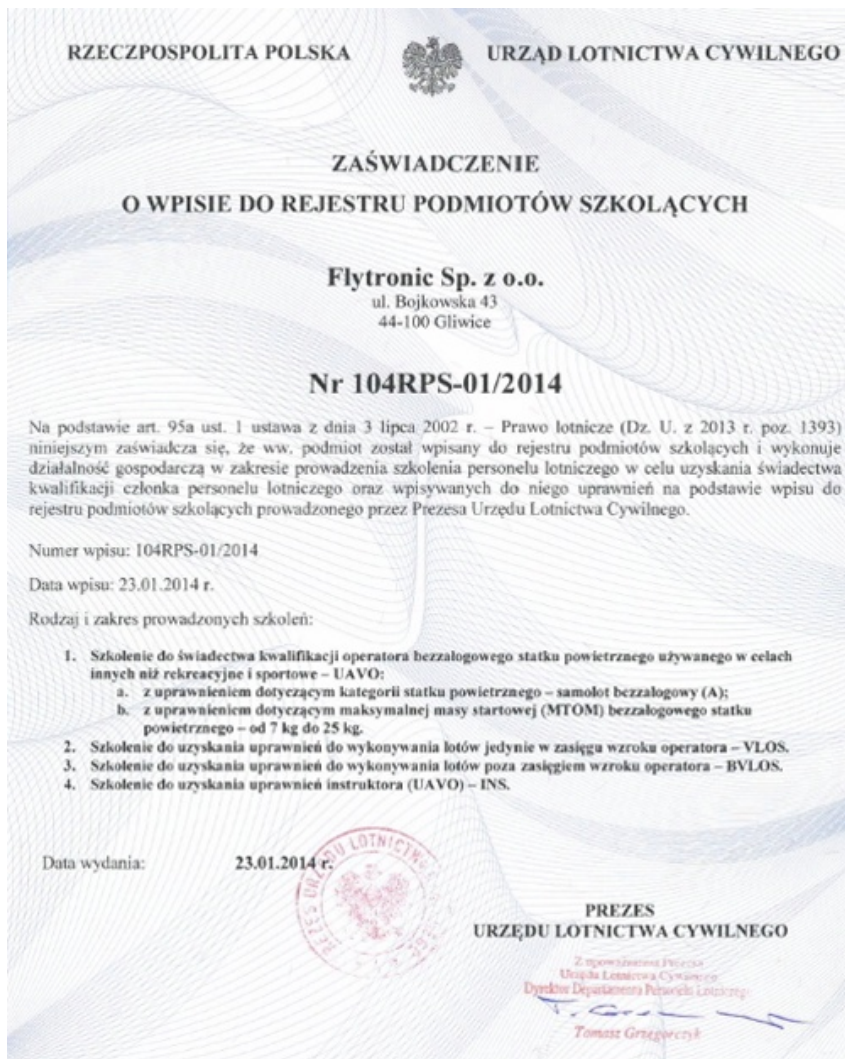 RZECZPOSPOLITA POLSKA
URZĄD LOTNICTWA CYWILNEGO
ZAŚWIADCZENIE
O WPISIE DO REJESTRU PODMIOTÓW SZKOLĄCYCH
Flytronic Sp. z o.o.
ul. Bojkowska 43
44-100 Gliwice
Nr 104RPS-01/2014
Na podstawie art. 95a ust. 1 ustawa z dnia 3 lipca 2002 r. – Prawo lotnicze (Dz. U. z 2013 r. poz. 1393)
niniejszym zaświadcza się, że ww. podmiot został wpisany do rejestru podmiotów szkolących i wykonuje
działalność gospodarczą w zakresie prowadzenia szkolenia personelu lotniczego w celu uzyskania świadectwa
kwalifikacji członka personelu lotniczego oraz wpisywanych do niego uprawnień na podstawie wpisu do
rejestru podmiotów szkolących prowadzonego przez Prezesa Urzędu Lotnictwa Cywilnego.
Numer wpisu: 104RPS-01/2014
Data wpisu: 23.01.2014 r.
Rodzaj i zakres prowadzonych szkoleń:
1. Szkolenie do świadectwa kwalifikacji operatora bezzałogowego statku powietrznego używanego w celach
innych niż rekreacyjne i sportowe – UAVO:
a. z uprawnieniem dotyczącym kategorii statku powietrznego – samolot bezzałogowy (A);
b. z uprawnieniem dotyczącym maksymalnej masy startowej (MTOM) bezzałogowego statku
powietrznego – od 7 kg do 25 kg.
2. Szkolenie do uzyskania uprawnień do wykonywania lotów jedynie w zasięgu wzroku operatora – VLOS.
3. Szkolenie do uzyskania uprawnień do wykonywania lotów poza zasięgiem wzroku operatora – BVLOS.
4. Szkolenie do uzyskania uprawnień instruktora (UAVO) – INS.
Data wydania: 23.01.2014 r.
PREZES
URZĘDU LOTNICTWA CYWILNEGO
Z upoważnienia Prezesa
Urzędu Lotnictwa Cywilnego
Dyrektor Departamentu Personelu Lotniczego
Tomasz Grzegorczyk